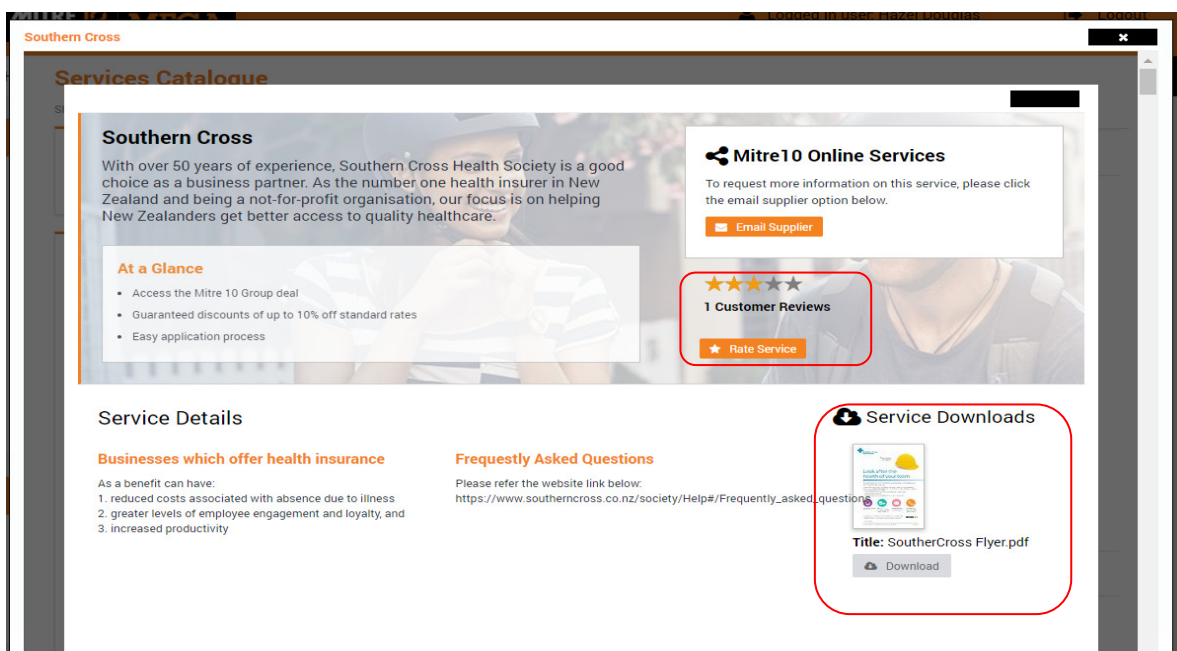 Logged in user: Hazel Douglas
Logout
Southern Cross
Services Catalogue
Southern Cross
With over 50 years of experience, Southern Cross Health Society is a good
choice as a business partner. As the number one health insurer in New
Zealand and being a not-for-profit organisation, our focus is on helping
New Zealanders get better access to quality healthcare.
At a Glance
• Access the Mitre 10 Group deal
• Guaranteed discounts of up to 10% off standard rates
• Easy application process
Mitre10 Online Services
To request more information on this service, please click
the email supplier option below.
Email Supplier
1 Customer Reviews
Rate Service
Service Details
Businesses which offer health insurance
As a benefit can have:
1. reduced costs associated with absence due to illness
2. greater levels of employee engagement and loyalty, and
3. increased productivity
Frequently Asked Questions
Please refer the website link below:
https://www.southerncross.co.nz/society/Help#/Frequently_asked_questions
Service Downloads
Look after the
health of your team
Title: SoutherCross Flyer.pdf
Download